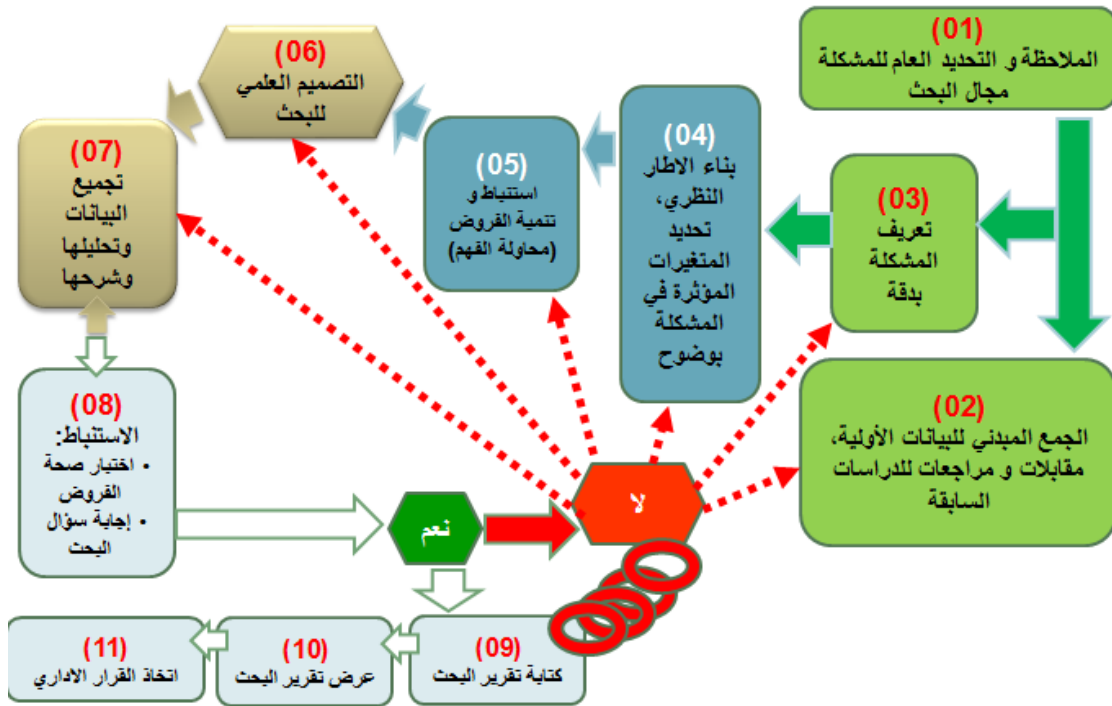 (01)
الملاحظة و التحديد العام للمشكلة
مجال البحث
(02)
الجمع المبدني للبيانات الأولية،
مقابلات و مراجعات للدراسات
السابقة
(03)
تعريف
المشكلة
بدقة
(04)
بناء الاطار
النظري،
تحديد
المتغيرات
المؤثرة في
المشكلة
بوضوح
(05)
استنباط و
تنمية الفروض
(محاولة الفهم)
(06)
التصميم العلمي
للبحث
(07)
تجميع
البيانات
وتحليلها
وشرحها
(08)
الاستنباط:
• اختبار صحة
الفروض
• إجابة سؤال
البحث
نعم
لا
(09)
كتابة تقرير البحث
(10)
عرض تقرير البحث
(11)
اتخاذ القرار الاداري